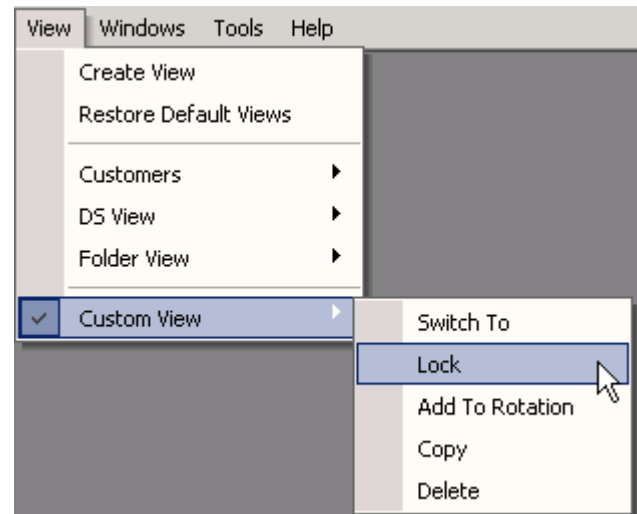 View Windows Tools Help
Create View
Restore Default Views
Customers
DS View
Folder View
Custom View
Switch To
Lock
Add To Rotation
Copy
Delete